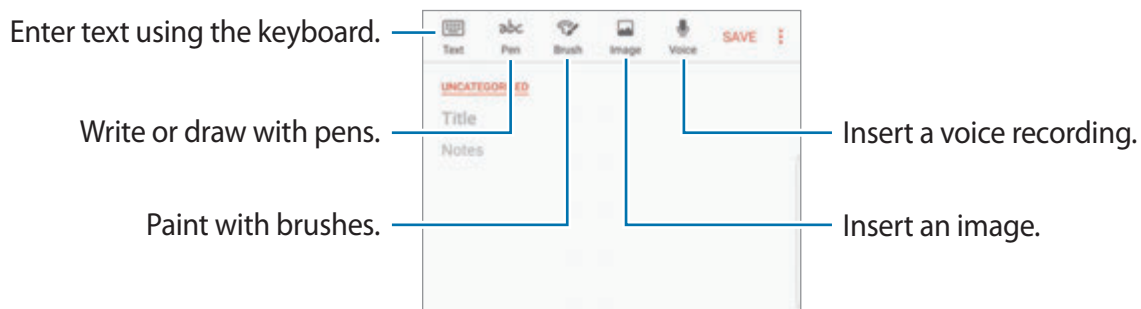 Enter text using the keyboard.
Text Pen Brush Image Voice SAVE
UNCATEGORISED
Title
Write or draw with pens.
Insert a voice recording.
Notes
Paint with brushes.
Insert an image.